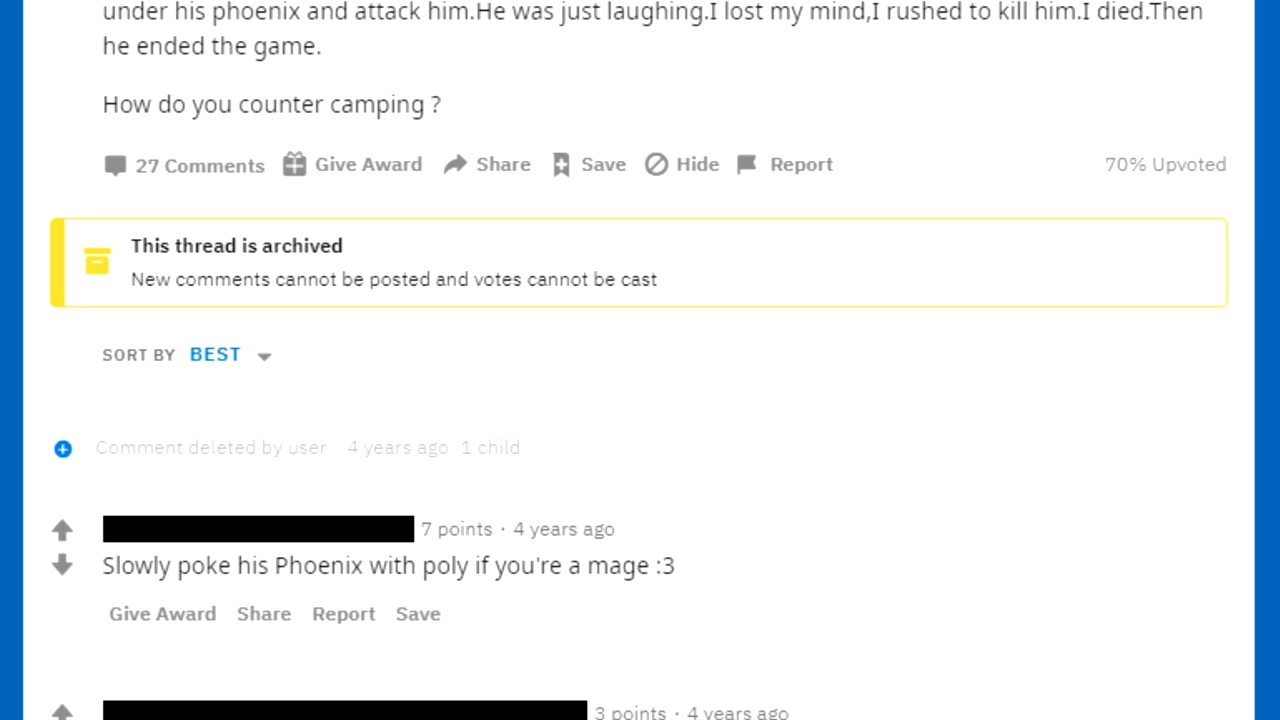 under his phoenix and attack him.He was just laughing.I lost my mind,I rushed to kill him.I died.Then
he ended the game.
How do you counter camping ?
27 Comments Give Award Share Save Hide Report 70% Upvoted
This thread is archived
New comments cannot be posted and votes cannot be cast
SORT BY BEST
Comment deleted by user 4 years ago 1 child
7 points · 4 years ago
Slowly poke his Phoenix with poly if you're a mage :3
Give Award Share Report Save
3 points · 4 years ago